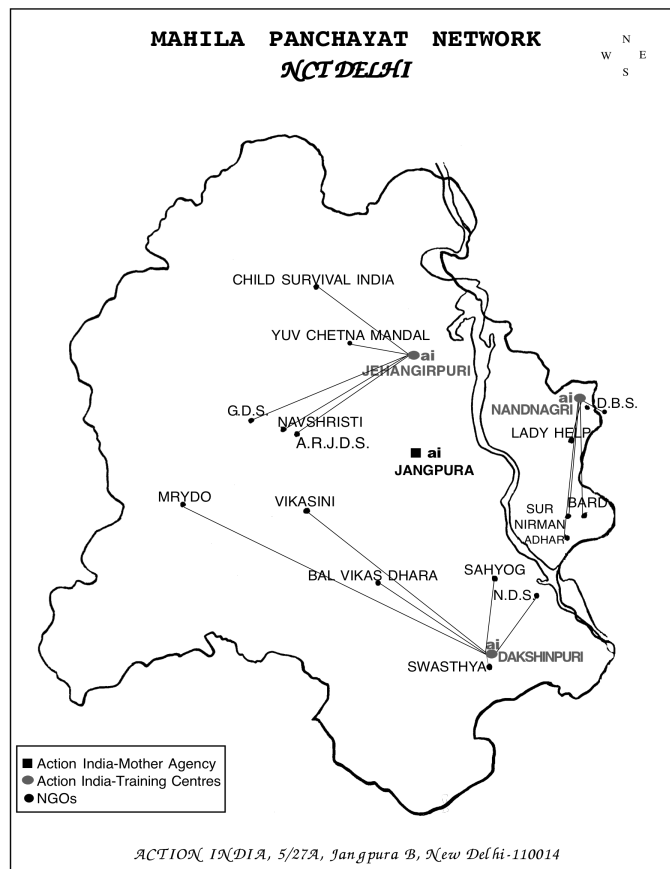 MAHILA PANCHAYAT NETWORK
NCT DELHI
N
W E
S
CHILD SURVIVAL INDIA
YUV CHETNA MANDAL
ai
JEHANGIRPURI
G.D.S.
NAVSHRISTI
A.R.J.D.S.
ai
NANDNAGRI
D.B.S.
LADY HELP
ai
JANGPURA
MRYDO
VIKASINI
SUR
NIRMAN
BARD
ADHAR
SAHYOG
BAL VIKAS DHARA
N.D.S.
ai
DAKSHINPURI
SWASTHYA
Action India-Mother Agency
Action India-Training Centres
NGOs
ACTION INDIA, 5/27A, Jangpura B, New Delhi-110014